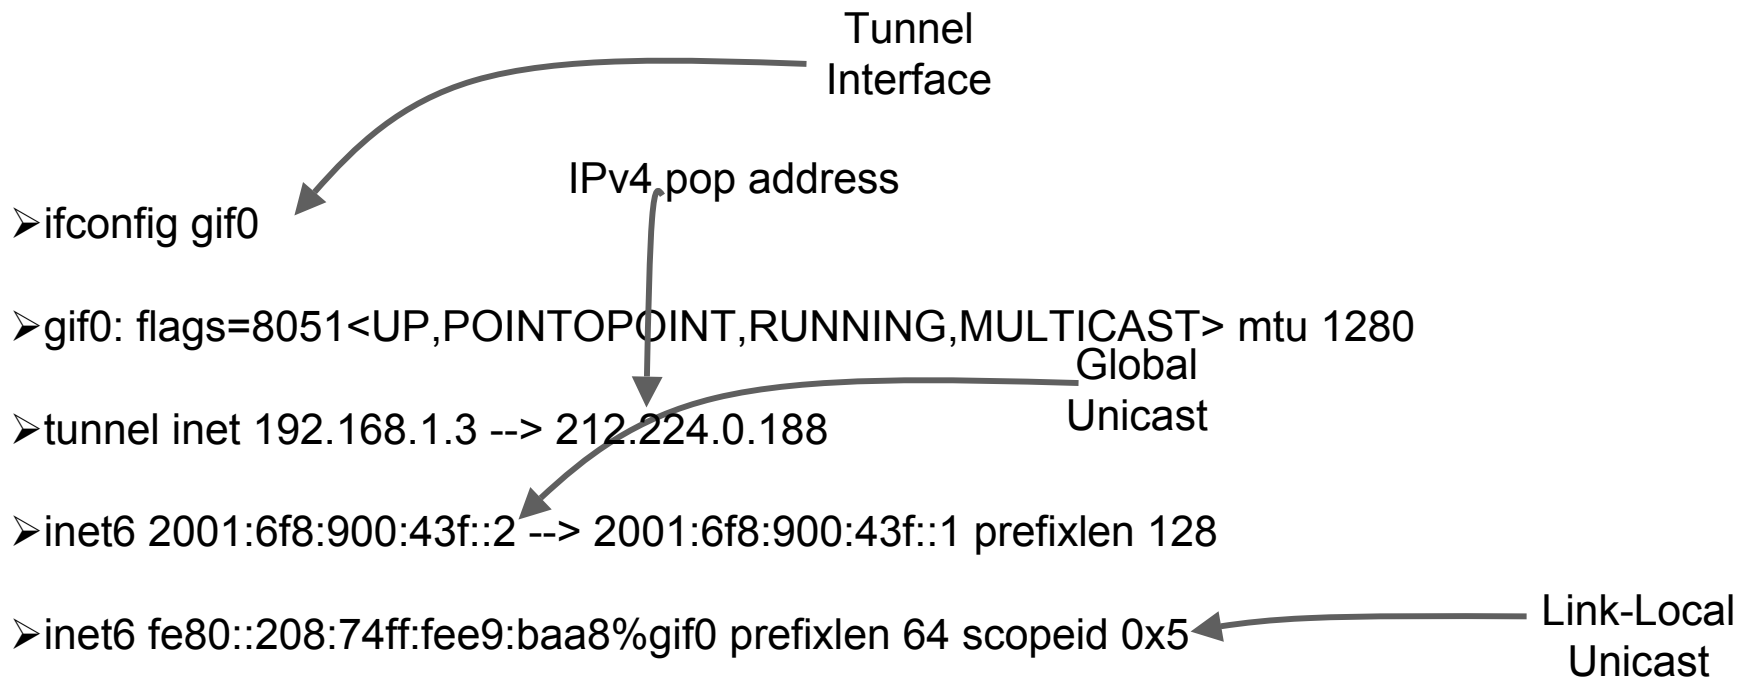 Tunnel
Interface
IPv4 pop address
➢ifconfig gif0
➢gif0: flags=8051<UP,POINTOPOINT,RUNNING,MULTICAST> mtu 1280
Global
Unicast
➢tunnel inet 192.168.1.3 --> 212.224.0.188
➢inet6 2001:6f8:900:43f::2 --> 2001:6f8:900:43f::1 prefixlen 128
➢inet6 fe80::208:74ff:fee9:baa8%gif0 prefixlen 64 scopeid 0x5
Link-Local
Unicast